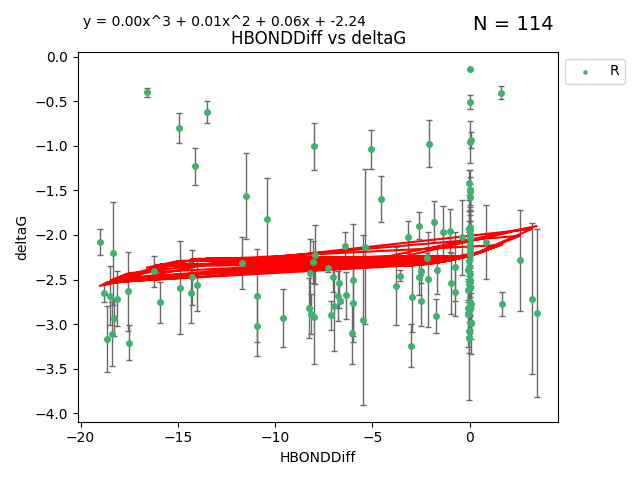 y = 0.00x^3 + 0.01x^2 + 0.06x + -2.24
N = 114
HBONDDiff vs deltaG
R
deltaG
0.0
−0.5
−1.0
−1.5
−2.0
−2.5
−3.0
−3.5
−4.0
−20
−15
−10
−5
0
HBONDDiff